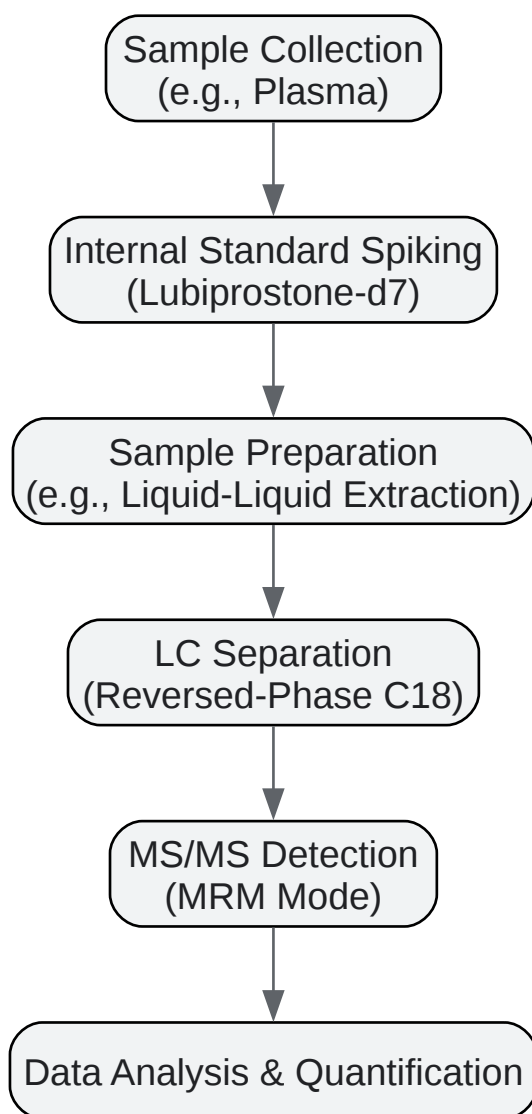 Sample Collection
(e.g., Plasma)
Internal Standard Spiking
(Lubiprostone-d7)
Sample Preparation
(e.g., Liquid-Liquid Extraction)
LC Separation
(Reversed-Phase C18)
MS/MS Detection
(MRM Mode)
Data Analysis & Quantification